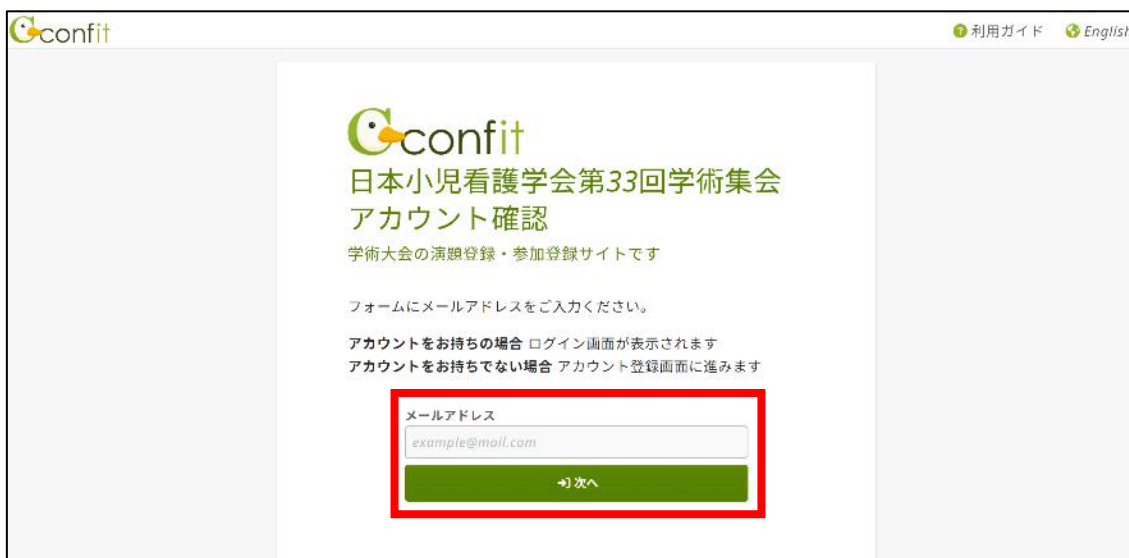 confit
利用ガイド English
confit
日本小児看護学会第33回学術集会
アカウント確認
学術大会の演題登録・参加登録サイトです
フォームにメールアドレスをご入力ください。
アカウントをお持ちの場合 ログイン画面が表示されます
アカウントをお持ちでない場合 アカウント登録画面に進みます
メールアドレス
example@mail.com
次へ